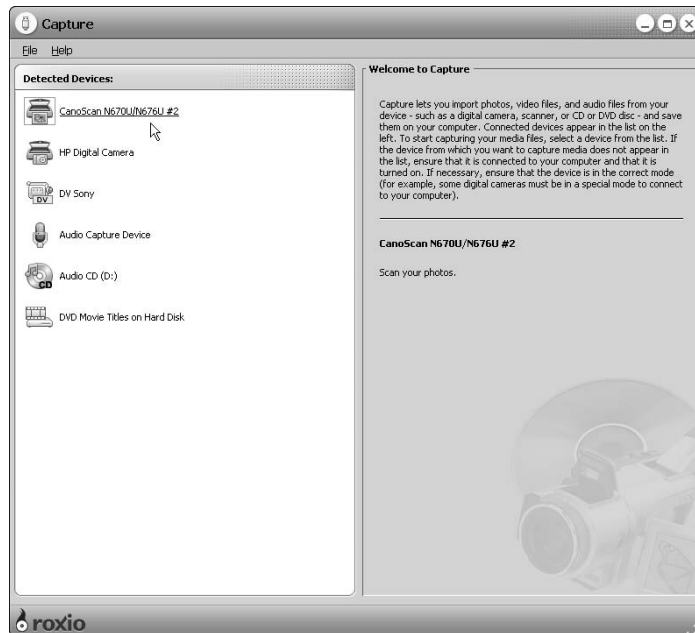 Capture
File Help
Detected Devices:
CanoScan N670U/N676U #2
HP Digital Camera
DV
DV Sony
Audio Capture Device
CD
Audio CD (D:)
DVD Movie Titles on Hard Disk
Welcome to Capture
Capture lets you import photos, video files, and audio files from your
device - such as a digital camera, scanner, or CD or DVD disc - and save
them on your computer. Connected devices appear in the list on the
left. To start capturing your media files, select a device from the list. If
the device from which you want to capture media does not appear in
the list, ensure that it is connected to your computer and that it is
turned on. If necessary, ensure that the device is in the correct mode
(for example, some digital cameras must be in a special mode to connect
to your computer).
CanoScan N670U/N676U #2
Scan your photos.
roxio